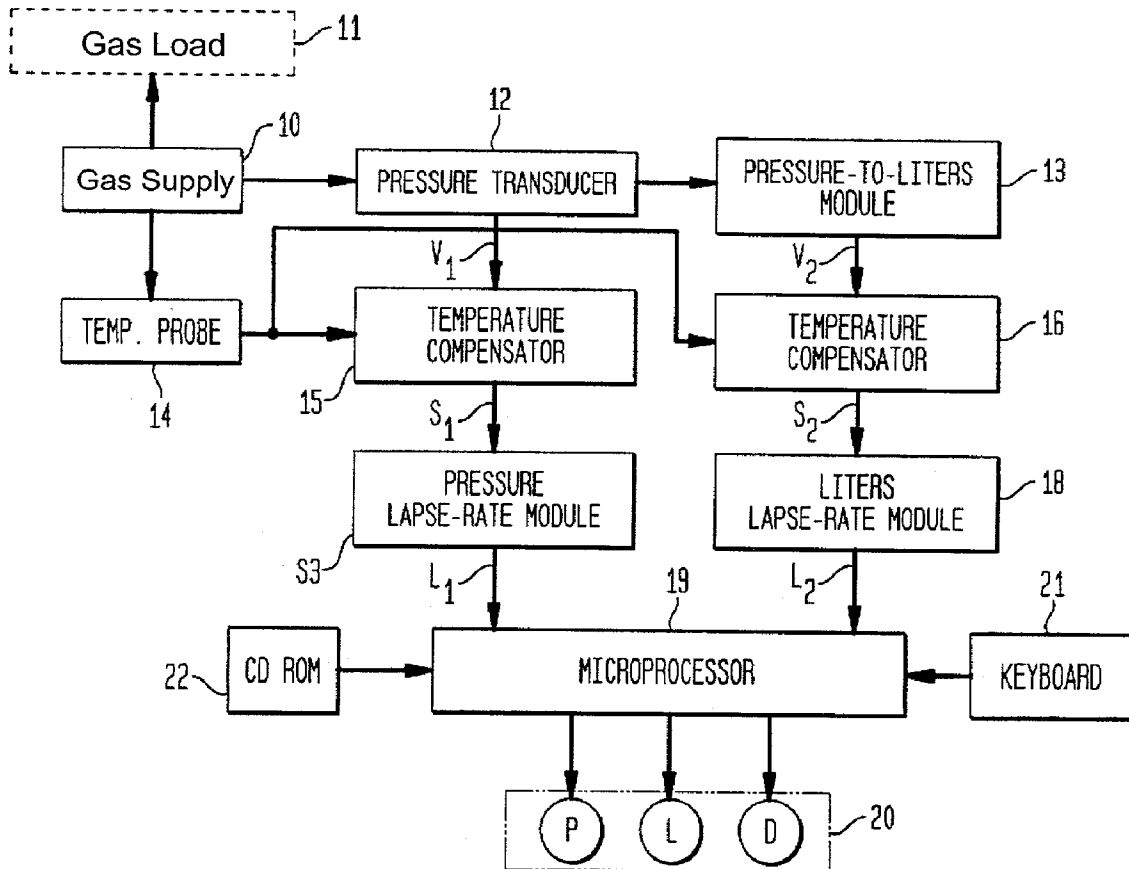 11
Gas Load
12
10
Gas Supply
PRESSURE TRANSDUCER
PRESSURE-TO-LITERS
MODULE
13
V1
V2
TEMP. PROBE
14
TEMPERATURE
COMPENSATOR
15
TEMPERATURE
COMPENSATOR
16
S1
S2
PRESSURE
LAPSE-RATE MODULE
S3
LITERS
LAPSE-RATE MODULE
18
L1
L2
19
21
CD ROM
22
MICROPROCESSOR
KEYBOARD
P
L
D
20